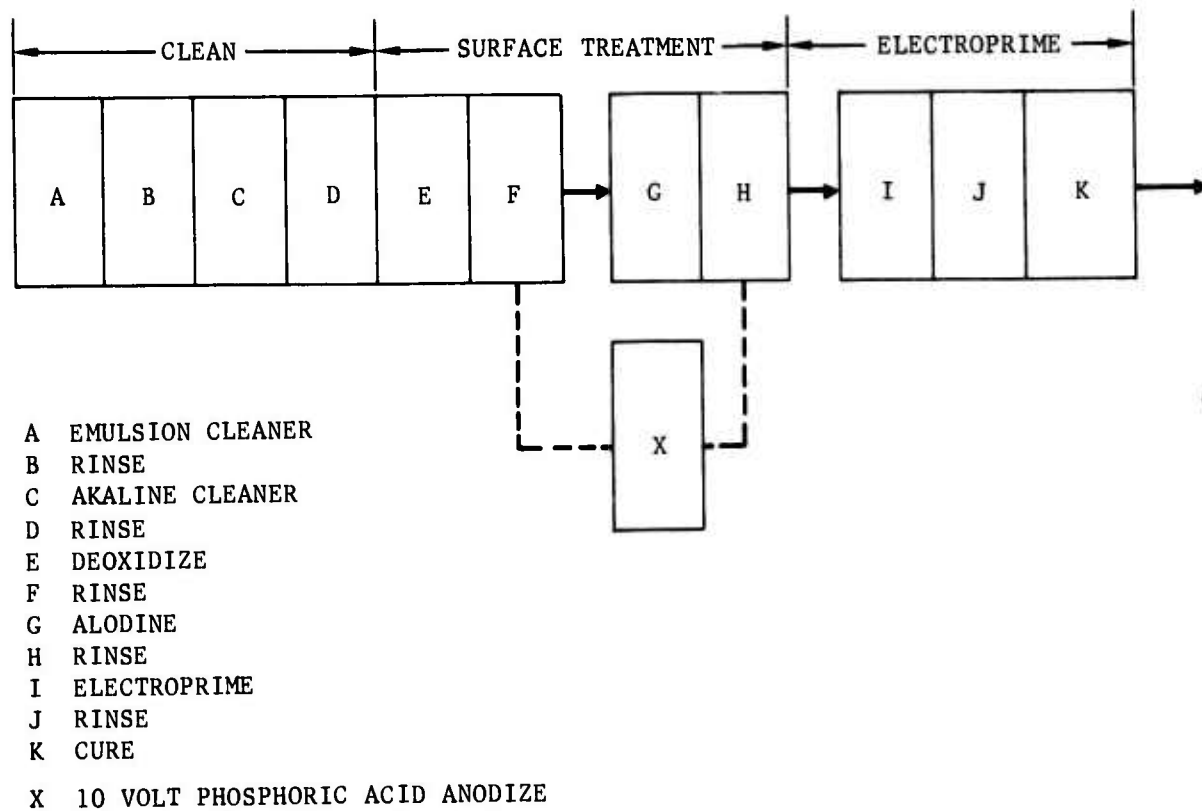 CLEAN SURFACE TREATMENT ELECTROPRIME
A B C D E F G H I J K
X
A EMULSION CLEANER
B RINSE
C AKALINE CLEANER
D RINSE
E DEOXIDIZE
F RINSE
G ALODINE
H RINSE
I ELECTROPRIME
J RINSE
K CURE
X 10 VOLT PHOSPHORIC ACID ANODIZE